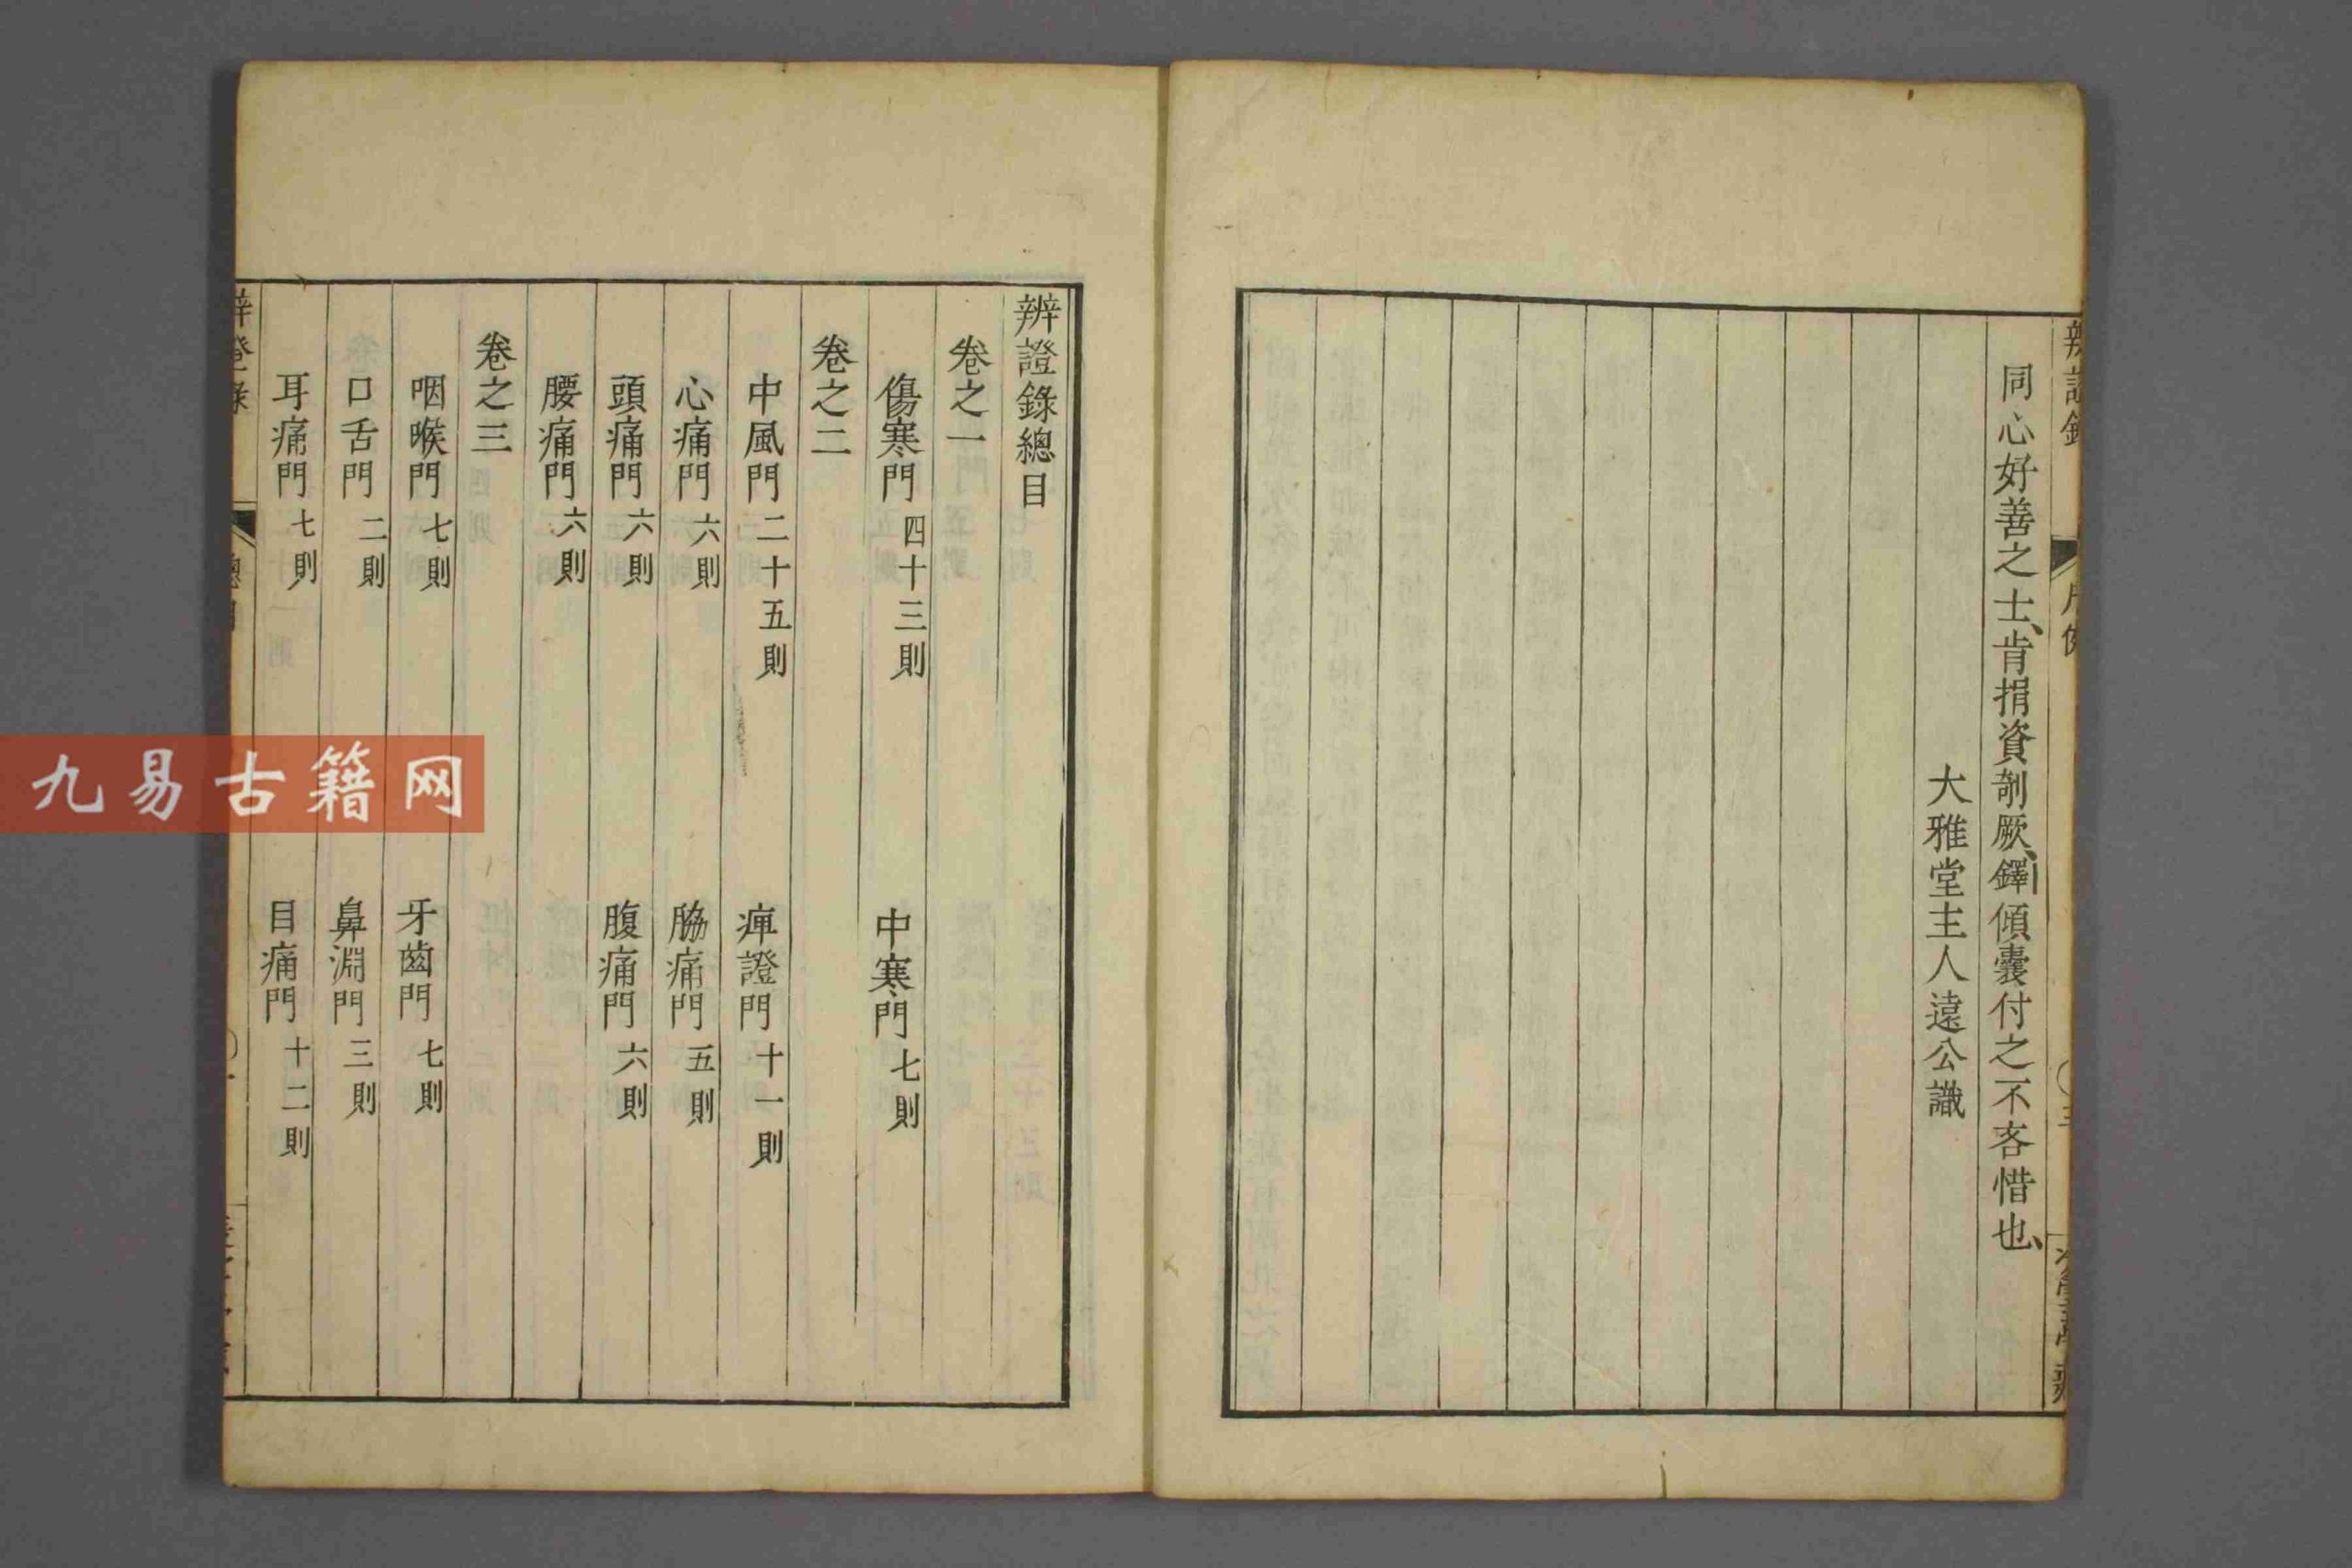 同心好善之士、肯捐資剞厥、鐸傾囊付之不吝惜也、
大雅堂主人遠公識
辨證錄總目
卷之一
傷寒門 四十三則 中寒門 七則
卷之二
中風門 二十五則 痺證門 十一則
心痛門 六則 脇痛門 五則
頭痛門 六則 腹痛門 六則
腰痛門 六則
卷之三
咽喉門 七則 牙齒門 七則
口舌門 二則 鼻淵門 三則
耳痛門 七則 目痛門 十二則
九易古籍网